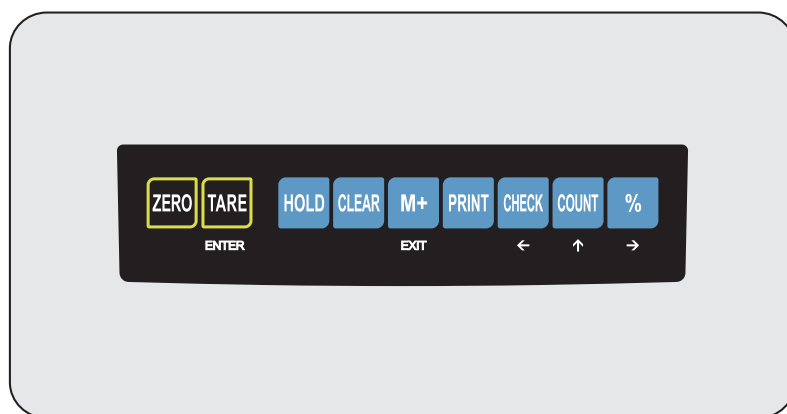 ZERO TARE HOLD CLEAR M+ PRINT CHECK COUNT %
ENTER EXIT ← ↑ →